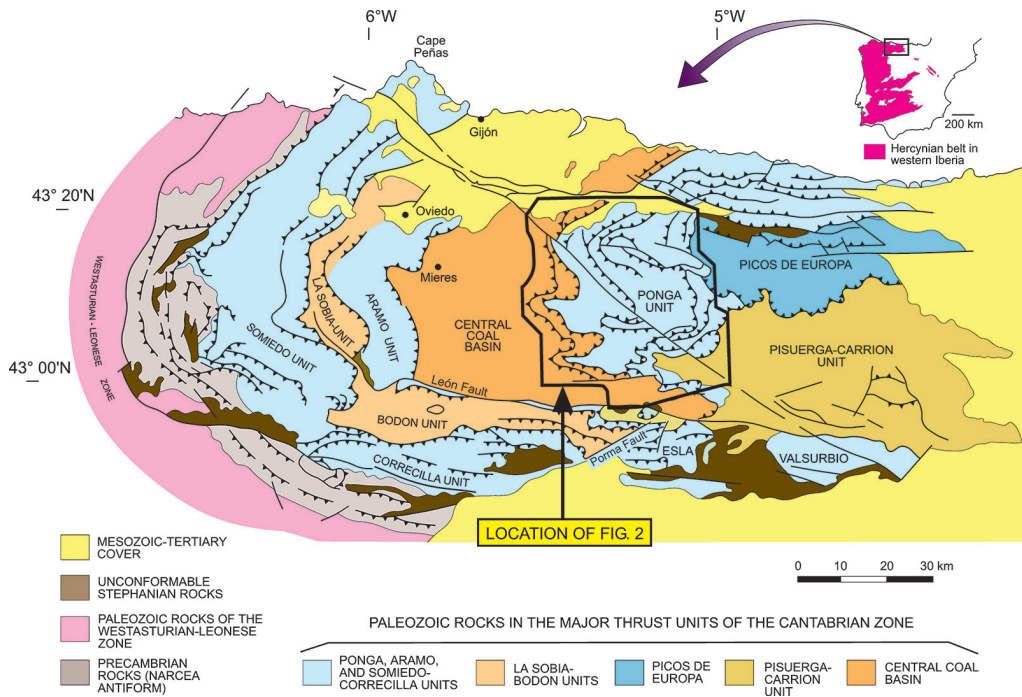 6°W
5°W
Cape
Peñas
Gijón
200 km
Hercynian belt in
western Iberia
43° 20'N
Oviedo
Mieres
PICOS DE EUROPA
PONGA
UNIT
WESTASTURIAN - LEONESE ZONE
LA SOBIA-UNIT
ARAMO UNIT
SOMIEDO UNIT
CENTRAL
COAL
BASIN
PISUERGA-CARRION
UNIT
43° 00'N
León Fault
BODON UNIT
CORRECILLA UNIT
Porma Fault
ESLA
VALSURBIO
LOCATION OF FIG. 2
MESOZOIC-TERTIARY
COVER
UNCONFORMABLE
STEPHANIAN ROCKS
PALEOZOIC ROCKS OF THE
WESTASTURIAN-LEONESE
ZONE
PRECAMBRIAN
ROCKS (NARCEA
ANTIFORM)
0 10 20 30 km
PALEOZOIC ROCKS IN THE MAJOR THRUST UNITS OF THE CANTABRIAN ZONE
PONGA, ARAMO,
AND SOMIEDO-
CORRECILLA UNITS
LA SOBIA-
BODON UNITS
PICOS DE
EUROPA
PISUERGA-
CARRION
UNIT
CENTRAL COAL
BASIN